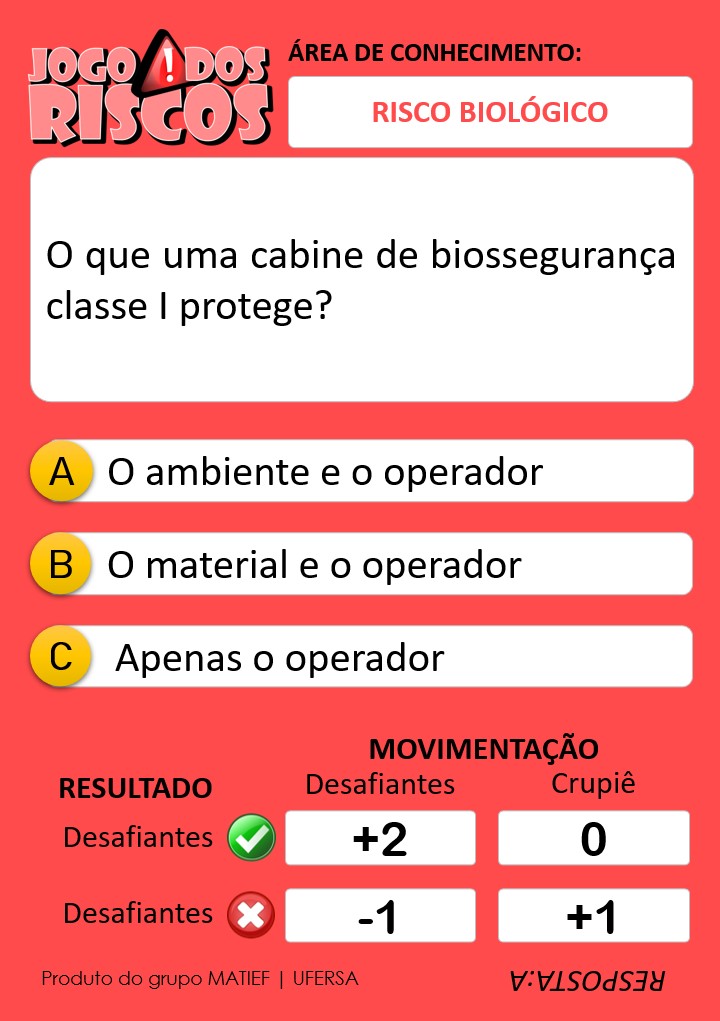 JOGO DOS
RISCOS
ÁREA DE CONHECIMENTO:
RISCO BIOLÓGICO
O que uma cabine de biossegurança
classe I protege?
A O ambiente e o operador
B O material e o operador
C Apenas o operador
MOVIMENTAÇÃO
RESULTADO Desafiantes Crupiê
Desafiantes +2 0
Desafiantes -1 +1
Produto do grupo MATIEF | UFERSA
RESPOSTA:A